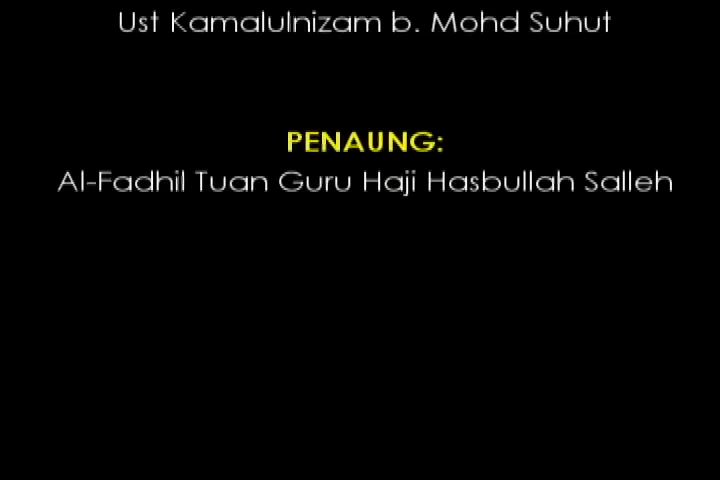 Ust Kamalulnizam b. Mohd Suhut
PENAUNG:
Al-Fadhil Tuan Guru Haji Hasbullah Salleh